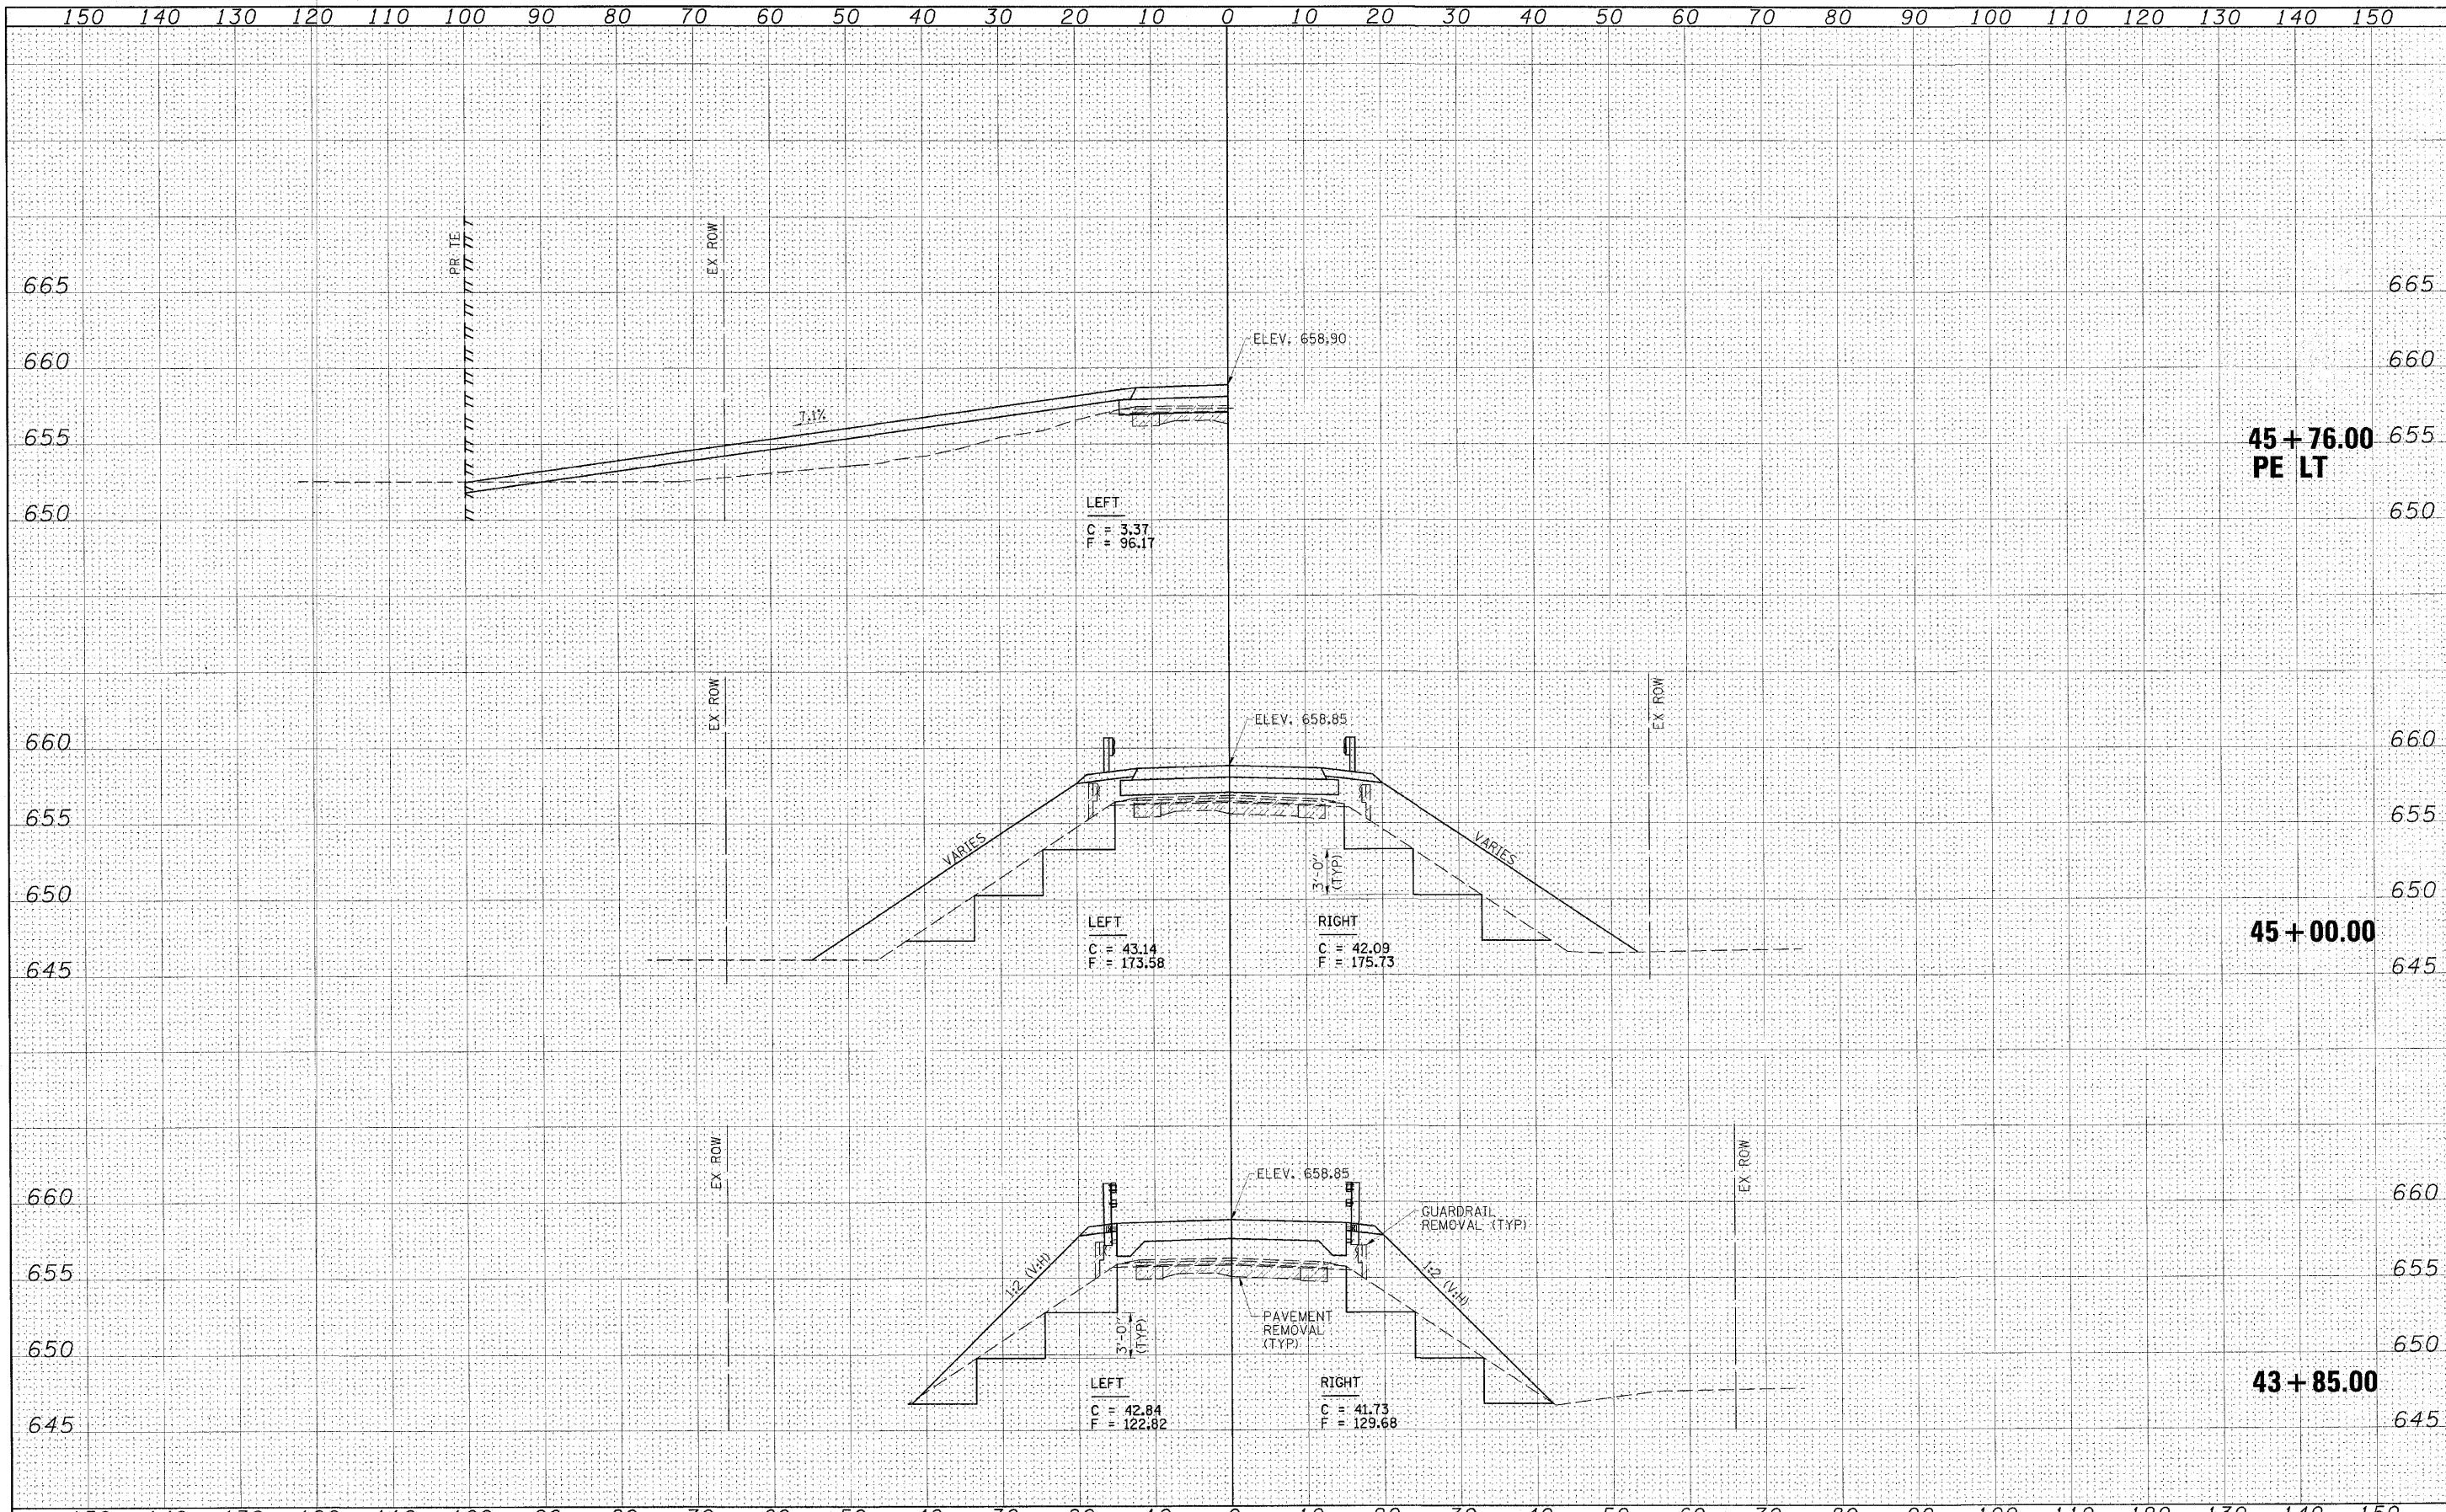 150 140 130 120 110 100 90 80 70 60 50 40 30 20 10 0 10 20 30 40 50 60 70 80 90 100 110 120 130 140 150
PR TE
EX ROW
665 665
ELEV. 658.90
660 660
7.1%
655 45+76.00 655
PE LT
650 650
LEFT
C = 3.37
F = 96.17
EX ROW
EX ROW
ELEV. 658.85
660 660
655 655
VARIES VARIES
3'-0"
(TYP)
650 650
LEFT RIGHT
C = 43.14 C = 42.09
F = 173.58 F = 175.73
45+00.00
645 645
EX ROW
EX ROW
ELEV. 658.85
660 660
GUARDRAIL
REMOVAL (TYP)
1:2 (V:H) 1:2 (V:H)
655 655
PAVEMENT
REMOVAL
(TYP)
3'-0"
(TYP)
650 650
LEFT RIGHT
C = 42.84 C = 41.73
F = 122.82 F = 129.68
43+85.00
645 645